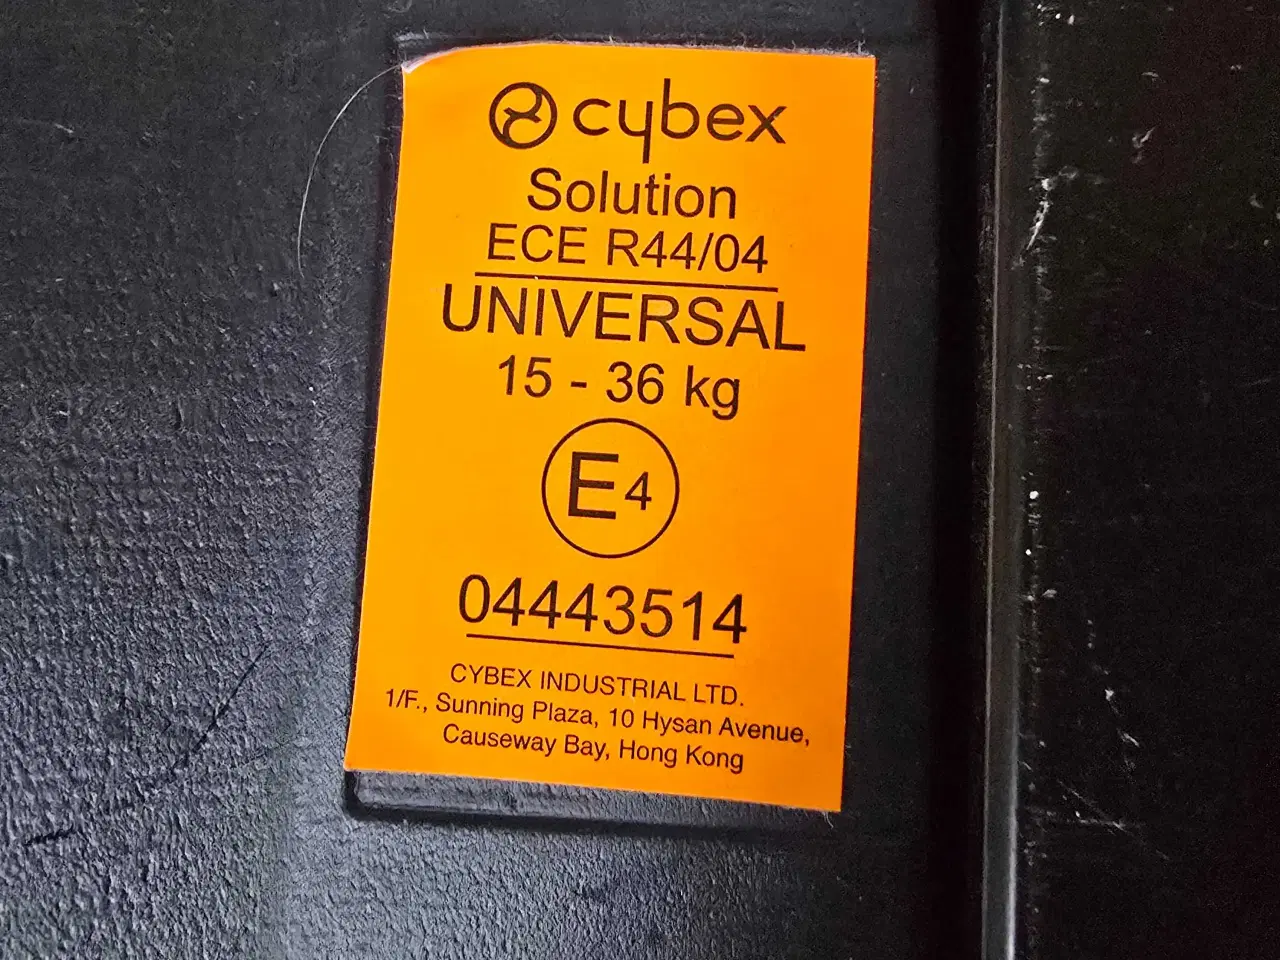 cybex
Solution
ECE R44/04
UNIVERSAL
15 - 36 kg
E4
04443514
CYBEX INDUSTRIAL LTD.
1/F., Sunning Plaza, 10 Hysan Avenue,
Causeway Bay, Hong Kong